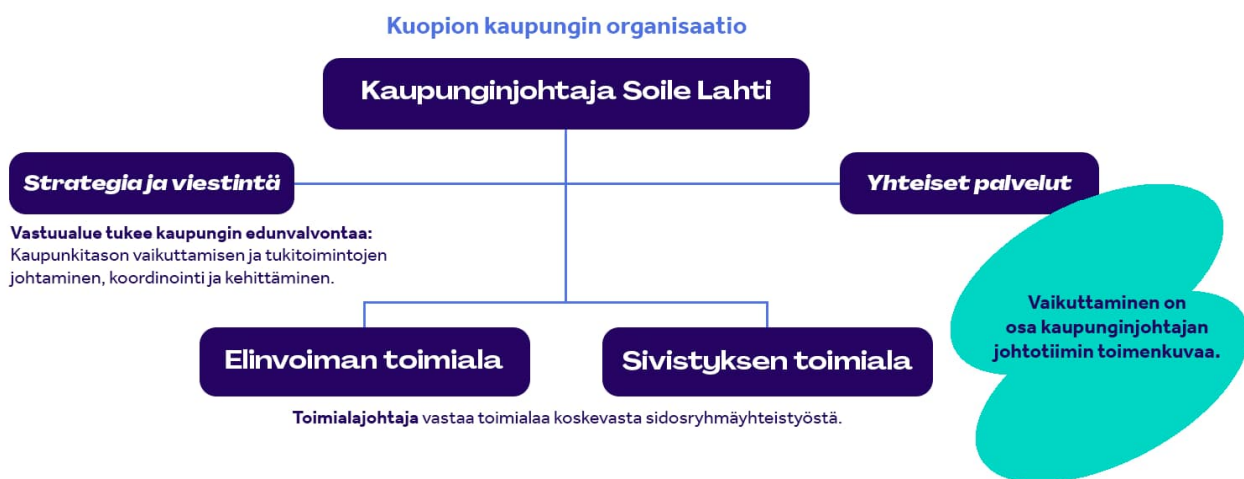 Kuopion kaupungin organisaatio
Kaupunginjohtaja Soile Lahti
Strategia ja viestintä
Yhteiset palvelut
Vastuualue tukee kaupungin edunvalvontaa:
Kaupunkitason vaikuttamisen ja tukitoimintojen
johtaminen, koordinointi ja kehittäminen.
Vaikuttaminen on
osa kaupunginjohtajan
johtotiimin toimenkuvaa.
Elinvoiman toimiala
Sivistyksen toimiala
Toimialajohtaja vastaa toimialaa koskevasta sidosryhmäyhteistyöstä.